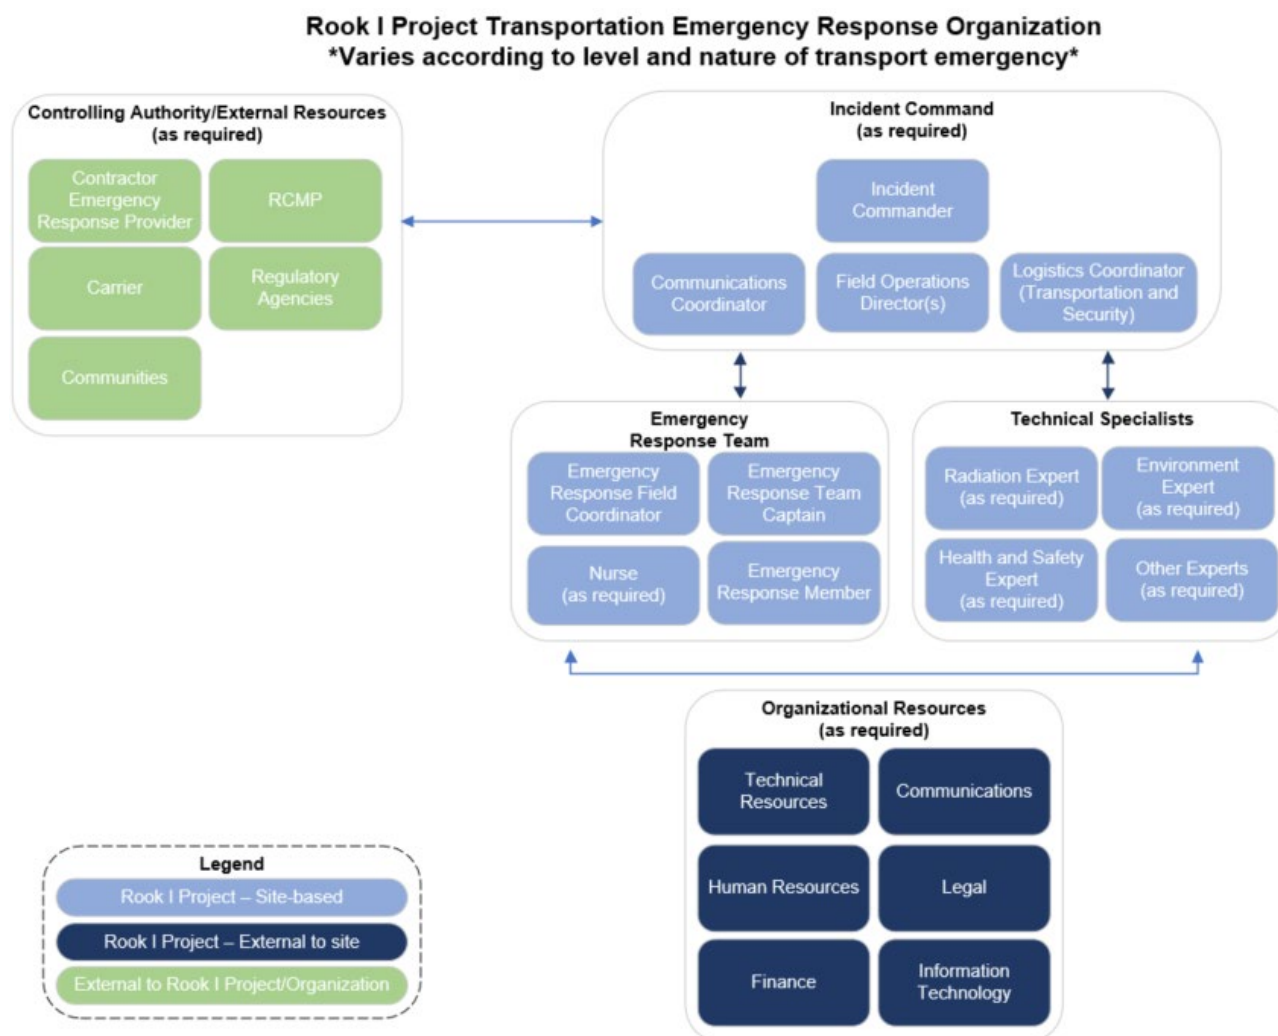 Rook I Project Transportation Emergency Response Organization
*Varies according to level and nature of transport emergency*
Controlling Authority/External Resources
(as required)
Contractor
Emergency
Response Provider
RCMP
Carrier
Regulatory
Agencies
Communities
Incident Command
(as required)
Incident
Commander
Communications
Coordinator
Field Operations
Director(s)
Logistics Coordinator
(Transportation and
Security)
Emergency
Response Team
Emergency
Response Field
Coordinator
Emergency
Response Team
Captain
Nurse
(as required)
Emergency
Response Member
Technical Specialists
Radiation Expert
(as required)
Environment
Expert
(as required)
Health and Safety
Expert
(as required)
Other Experts
(as required)
Organizational Resources
(as required)
Technical
Resources
Communications
Human Resources
Legal
Finance
Information
Technology
Legend
Rook I Project – Site-based
Rook I Project – External to site
External to Rook I Project/Organization